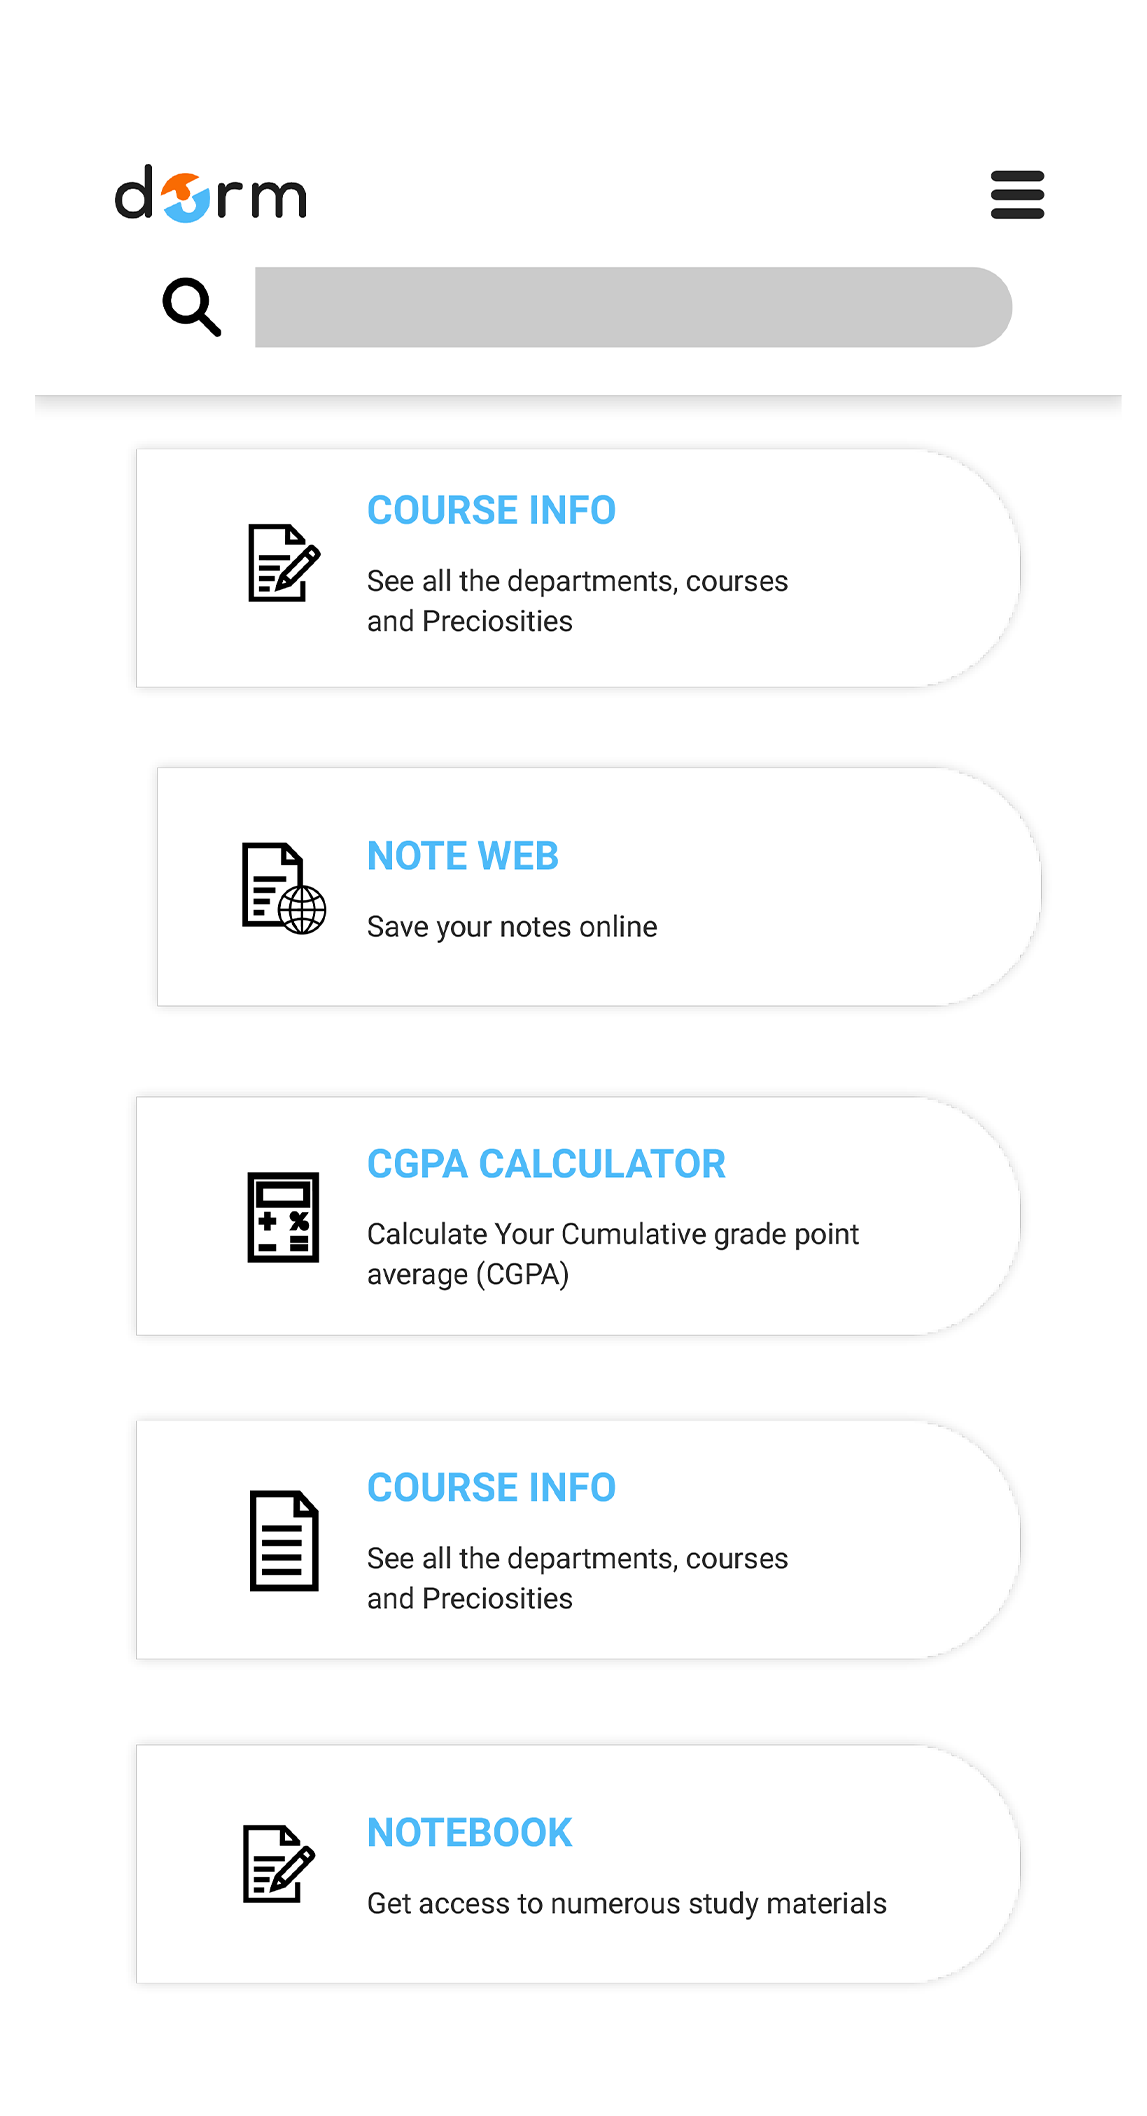 dorm
COURSE INFO
See all the departments, courses
and Preciosities
NOTE WEB
Save your notes online
CGPA CALCULATOR
Calculate Your Cumulative grade point
average (CGPA)
COURSE INFO
See all the departments, courses
and Preciosities
NOTEBOOK
Get access to numerous study materials